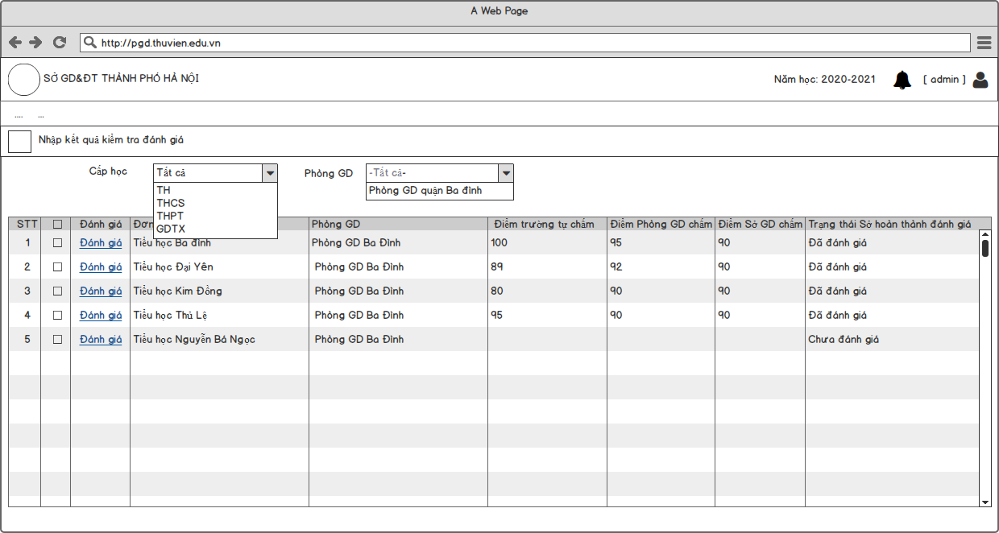 A Web Page
http://pgd.thuvien.edu.vn
SỞ GD&ĐT THÀNH PHÓ HÀ NỘI Năm học: 2020-2021 [ admin ]
.... ...
Nhập kết quả kiểm tra đánh giá
Cấp học Tất cả Phòng GD -Tất cả-
TH Phòng GD quận Ba đình
THCS
THPT
GDTX
STT Đánh giá Đơn Phòng GD Điểm trường tự chấm Điểm Phòng GD chấm Điểm Sở GD chấm Trạng thái Sở hoàn thành đánh giá
1 Đánh giá Tiểu học Ba đình Phòng GD Ba Đình 100 95 90 Đã đánh giá
2 Đánh giá Tiểu học Đại Yên Phòng GD Ba Đình 89 92 90 Đã đánh giá
3 Đánh giá Tiểu học Kim Đồng Phòng GD Ba Đình 80 90 90 Đã đánh giá
4 Đánh giá Tiểu học Thủ Lệ Phòng GD Ba Đình 95 90 90 Đã đánh giá
5 Đánh giá Tiểu học Nguyễn Bá Ngọc Phòng GD Ba Đình Chưa đánh giá